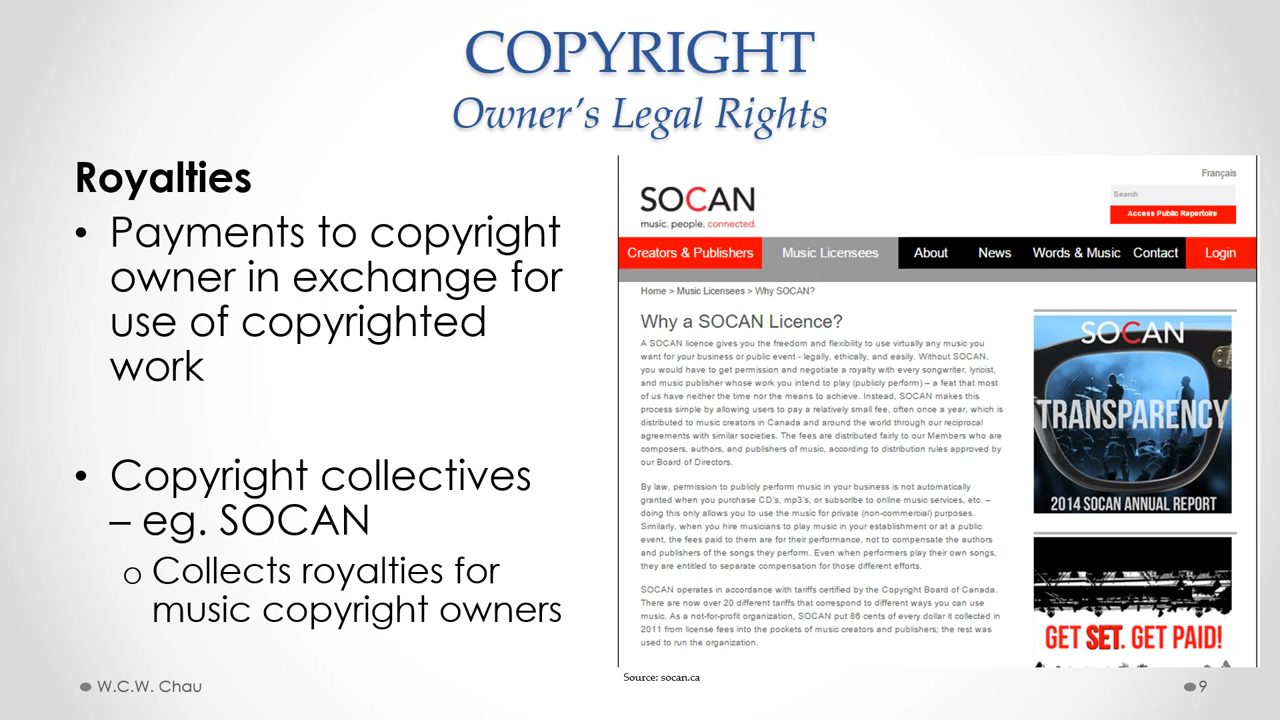 COPYRIGHT
Owner's Legal Rights
Royalties
• Payments to copyright
owner in exchange for
use of copyrighted
work
• Copyright collectives
– eg. SOCAN
o Collects royalties for
music copyright owners
Français
SOCAN
music. people. connected.
Search
Access Public Repertoire
Creators & Publishers Music Licensees About News Words & Music Contact Login
Home > Music Licensees > Why SOCAN?
Why a SOCAN Licence?
A SOCAN licence gives you the freedom and flexibility to use virtually any music you
want for your business or public event - legally, ethically, and easily. Without SOCAN,
you would have to get permission and negotiate a royalty with every songwriter, lyricist,
and music publisher whose work you intend to play (publicly perform) – a feat that most
of us have neither the time nor the means to achieve. Instead, SOCAN makes this
process simple by allowing users to pay a relatively small fee, often once a year, which is
distributed to music creators in Canada and around the world through our reciprocal
agreements with similar societies. The fees are distributed fairly to our Members who are
composers, authors, and publishers of music, according to distribution rules approved by
our Board of Directors.
By law, permission to publicly perform music in your business is not automatically
granted when you purchase CD's, mp3's, or subscribe to online music services, etc. –
doing this only allows you to use the music for private (non-commercial) purposes.
Similarly, when you hire musicians to play music in your establishment or at a public
event, the fees paid to them are for their performance, not to compensate the authors
and publishers of the songs they perform. Even when performers play their own songs,
they are entitled to separate compensation for those different efforts.
SOCAN operates in accordance with tariffs certified by the Copyright Board of Canada.
There are now over 20 different tariffs that correspond to different ways you can use
music. As a not-for-profit organization, SOCAN put 86 cents of every dollar it collected in
2011 from license fees into the pockets of music creators and publishers; the rest was
used to run the organization.
SOCAN
TRANSPARENCY
2014 SOCAN ANNUAL REPORT
GET SET. GET PAID!
Source: socan.ca
W.C.W. Chau
9